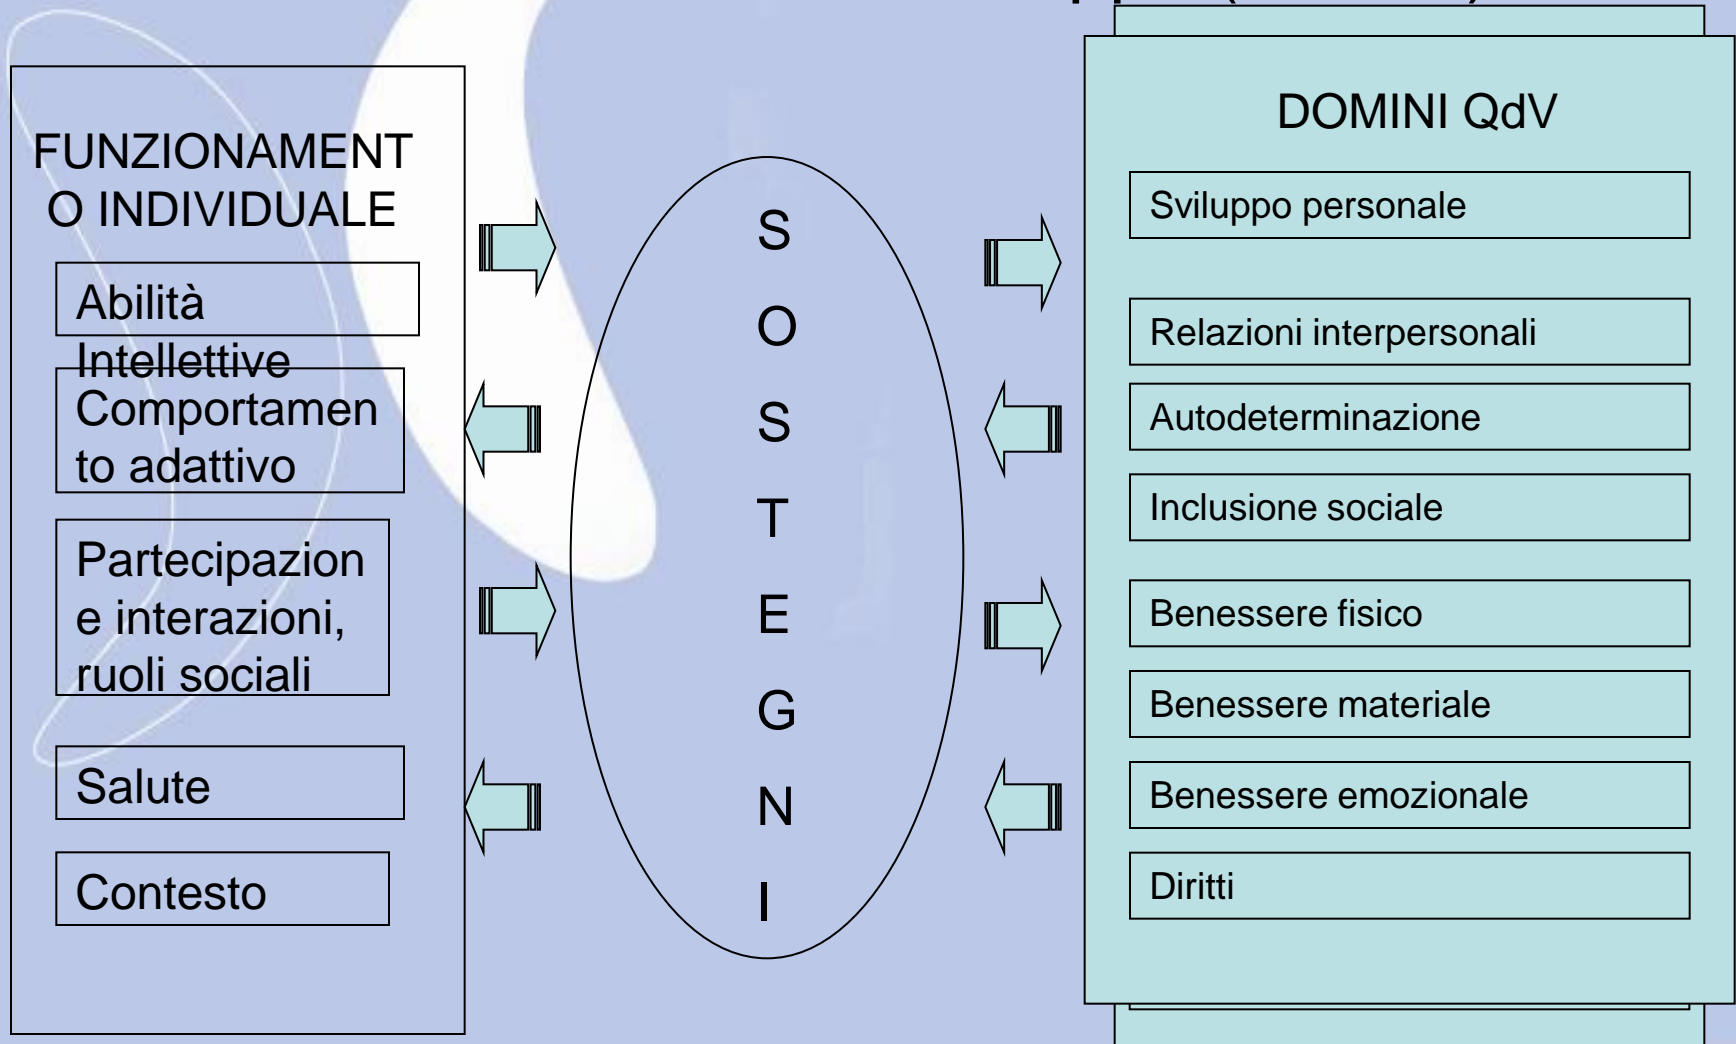 FUNZIONAMENT
O INDIVIDUALE
Abilità
Intellettive
Comportamen
to adattivo
Partecipazion
e interazioni,
ruoli sociali
Salute
Contesto
S
O
S
T
E
G
N
I
DOMINI QdV
Sviluppo personale
Relazioni interpersonali
Autodeterminazione
Inclusione sociale
Benessere fisico
Benessere materiale
Benessere emozionale
Diritti